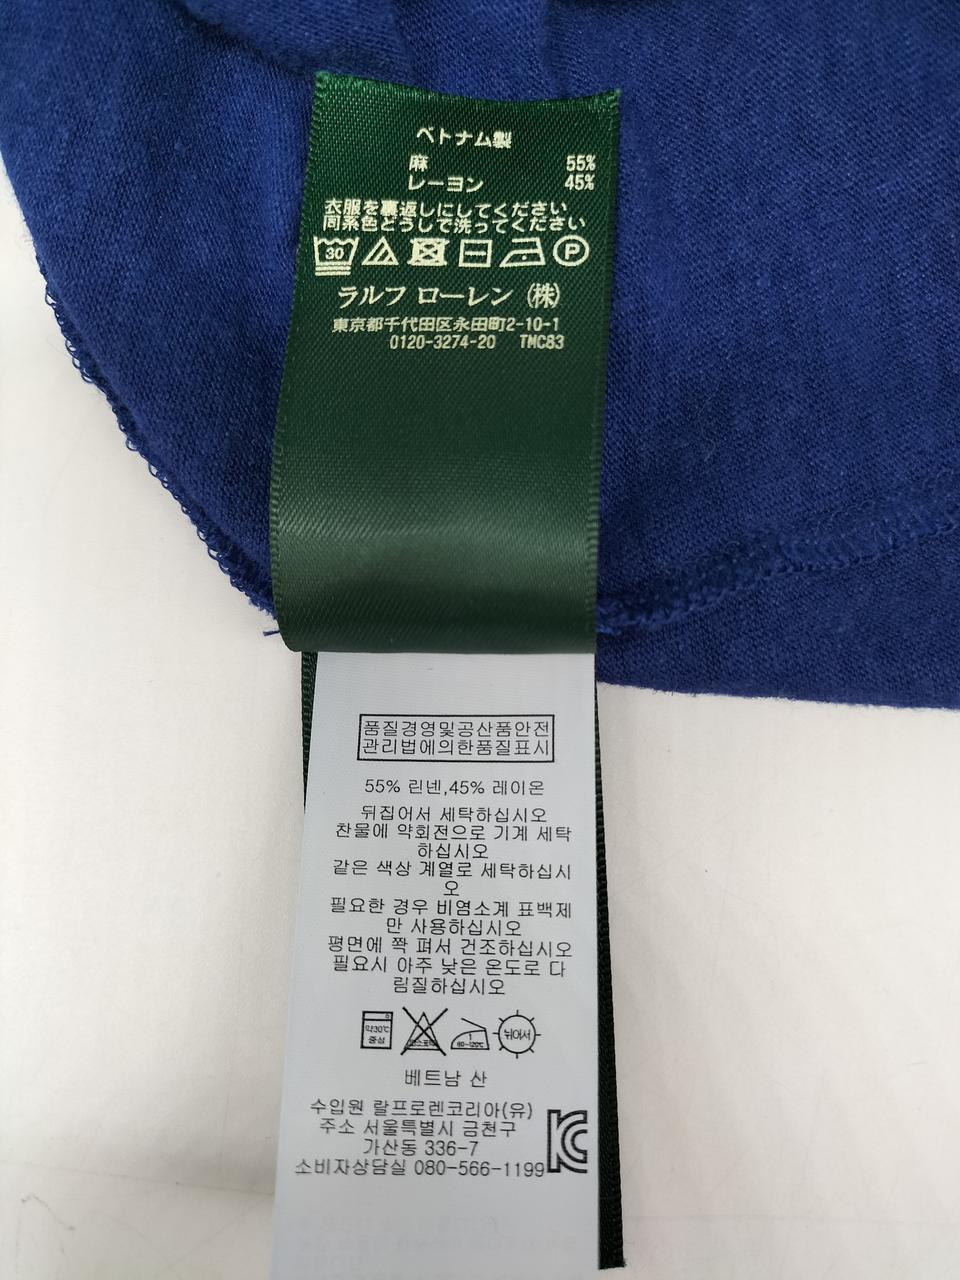 ベトナム製
麻 55%
レーヨン 45%
衣服を裏返しにしてください
同系色どうしで洗ってください
30
P
ラルフ ローレン (株)
東京都千代田区永田町2-10-1
0120-3274-20 TMC83
품질경영및공산품안전
관리법에의한품질표시
55% 린넨,45% 레이온
뒤집어서 세탁하십시오
찬물에 약회전으로 기계 세탁
하십시오
같은 색상 계열로 세탁하십시
오
필요한 경우 비염소계 표백제
만 사용하십시오
평면에 쫙 펴서 건조하십시오
필요시 아주 낮은 온도로 다
림질하십시오
약30℃
중성
1
80-120℃
뉘어서
베트남 산
수입원 랄프로렌코리아(유)
주소 서울특별시 금천구
가산동 336-7
소비자상담실 080-566-1199